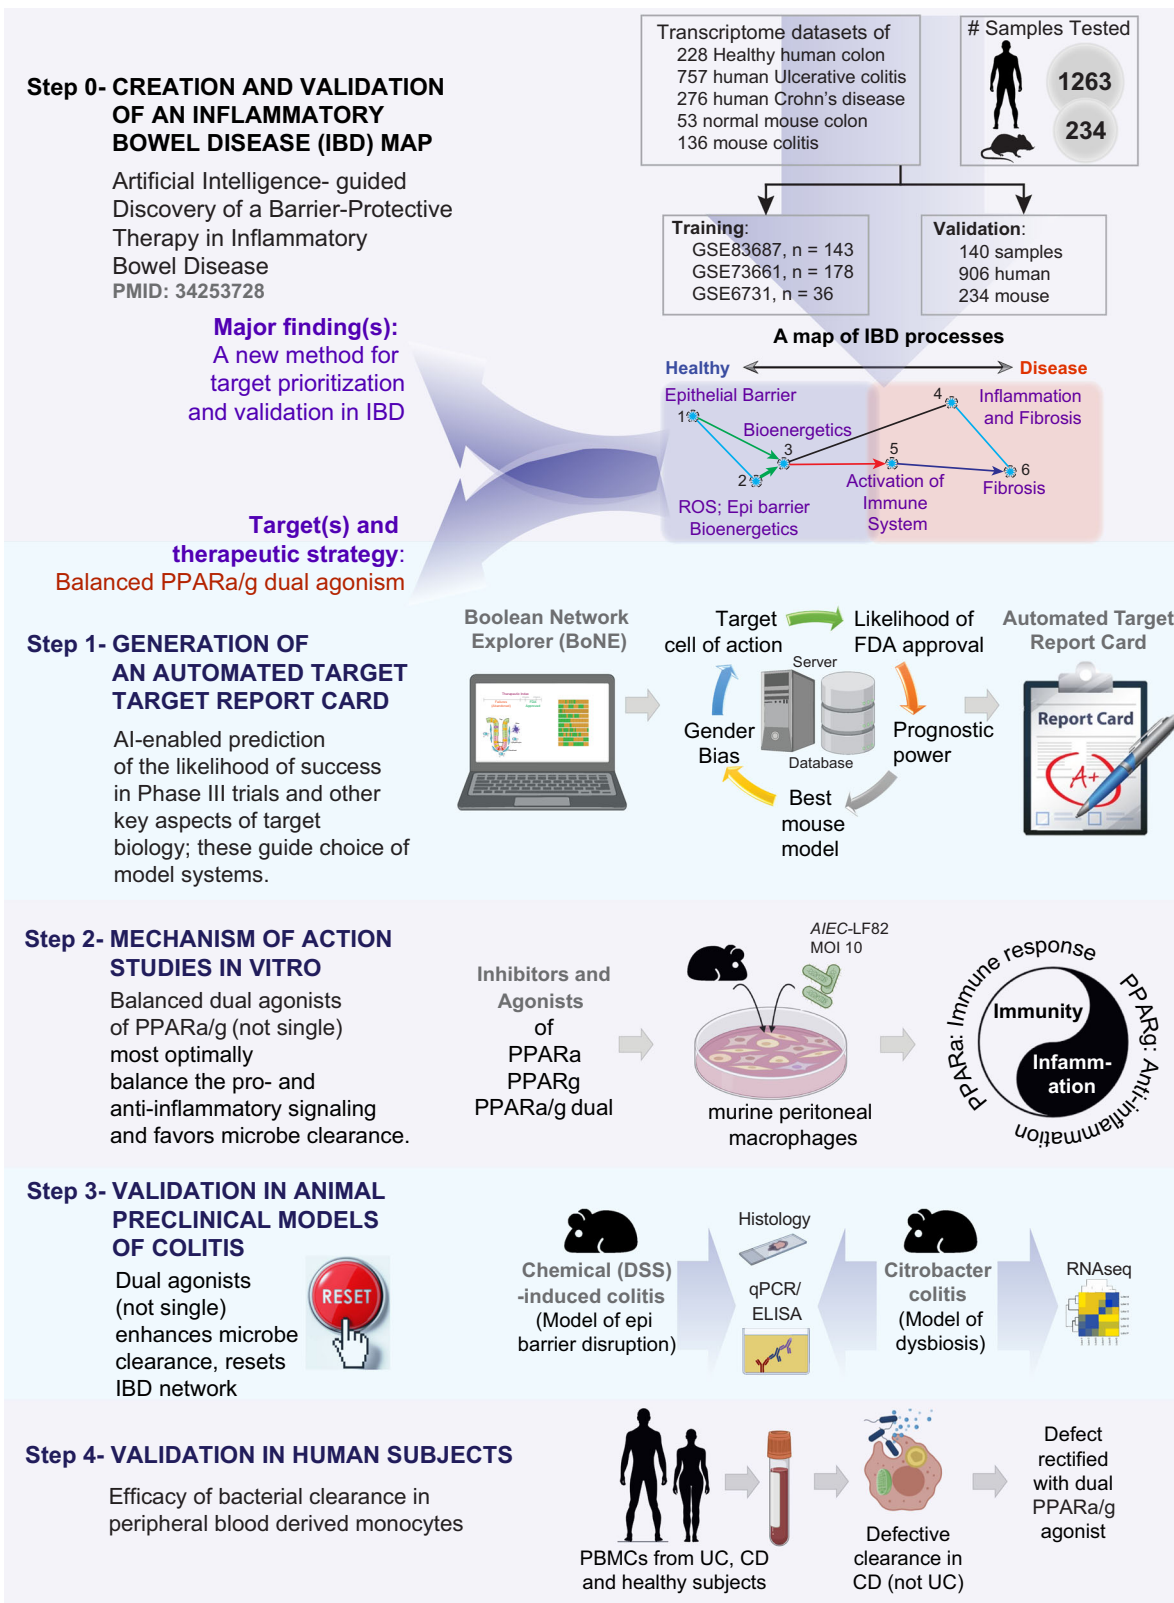 Step 0- CREATION AND VALIDATION
OF AN INFLAMMATORY
BOWEL DISEASE (IBD) MAP
Artificial Intelligence- guided
Discovery of a Barrier-Protective
Therapy in Inflammatory
Bowel Disease
PMID: 34253728
Transcriptome datasets of
228 Healthy human colon
757 human Ulcerative colitis
276 human Crohn's disease
53 normal mouse colon
136 mouse colitis
# Samples Tested
1263
234
Training:
GSE83687, n = 143
GSE73661, n = 178
GSE6731, n = 36
Validation:
140 samples
906 human
234 mouse
Major finding(s):
A new method for
target prioritization
and validation in IBD
Target(s) and
therapeutic strategy:
Balanced PPARa/g dual agonism
A map of IBD processes
Healthy
Disease
Epithelial Barrier
1
Bioenergetics
3
2
ROS; Epi barrier
Bioenergetics
4
Inflammation
and Fibrosis
5
Activation of
Immune
System
6
Fibrosis
Step 1- GENERATION OF
AN AUTOMATED TARGET
TARGET REPORT CARD
AI-enabled prediction
of the likelihood of success
in Phase III trials and other
key aspects of target
biology; these guide choice of
model systems.
Boolean Network
Explorer (BoNE)
Target
cell of action
Likelihood of
FDA approval
Server
Database
Gender
Bias
Prognostic
power
Best
mouse
model
Automated Target
Report Card
Report Card
A+
Step 2- MECHANISM OF ACTION
STUDIES IN VITRO
Balanced dual agonists
of PPARa/g (not single)
most optimally
balance the pro- and
anti-inflammatory signaling
and favors microbe clearance.
Inhibitors and
Agonists
of
PPARa
PPARg
PPARa/g dual
AIEC-LF82
MOI 10
murine peritoneal
macrophages
PPARa: Immune response
PPARg: Anti-inflammation
Immunity
Infamm-
ation
Step 3- VALIDATION IN ANIMAL
PRECLINICAL MODELS
OF COLITIS
Dual agonists
(not single)
enhances microbe
clearance, resets
IBD network
RESET
Chemical (DSS)
-induced colitis
(Model of epi
barrier disruption)
Histology
qPCR/
ELISA
Citrobacter
colitis
(Model of
dysbiosis)
RNAseq
Step 4- VALIDATION IN HUMAN SUBJECTS
Efficacy of bacterial clearance in
peripheral blood derived monocytes
PBMCs from UC, CD
and healthy subjects
Defective
clearance in
CD (not UC)
Defect
rectified
with dual
PPARa/g
agonist